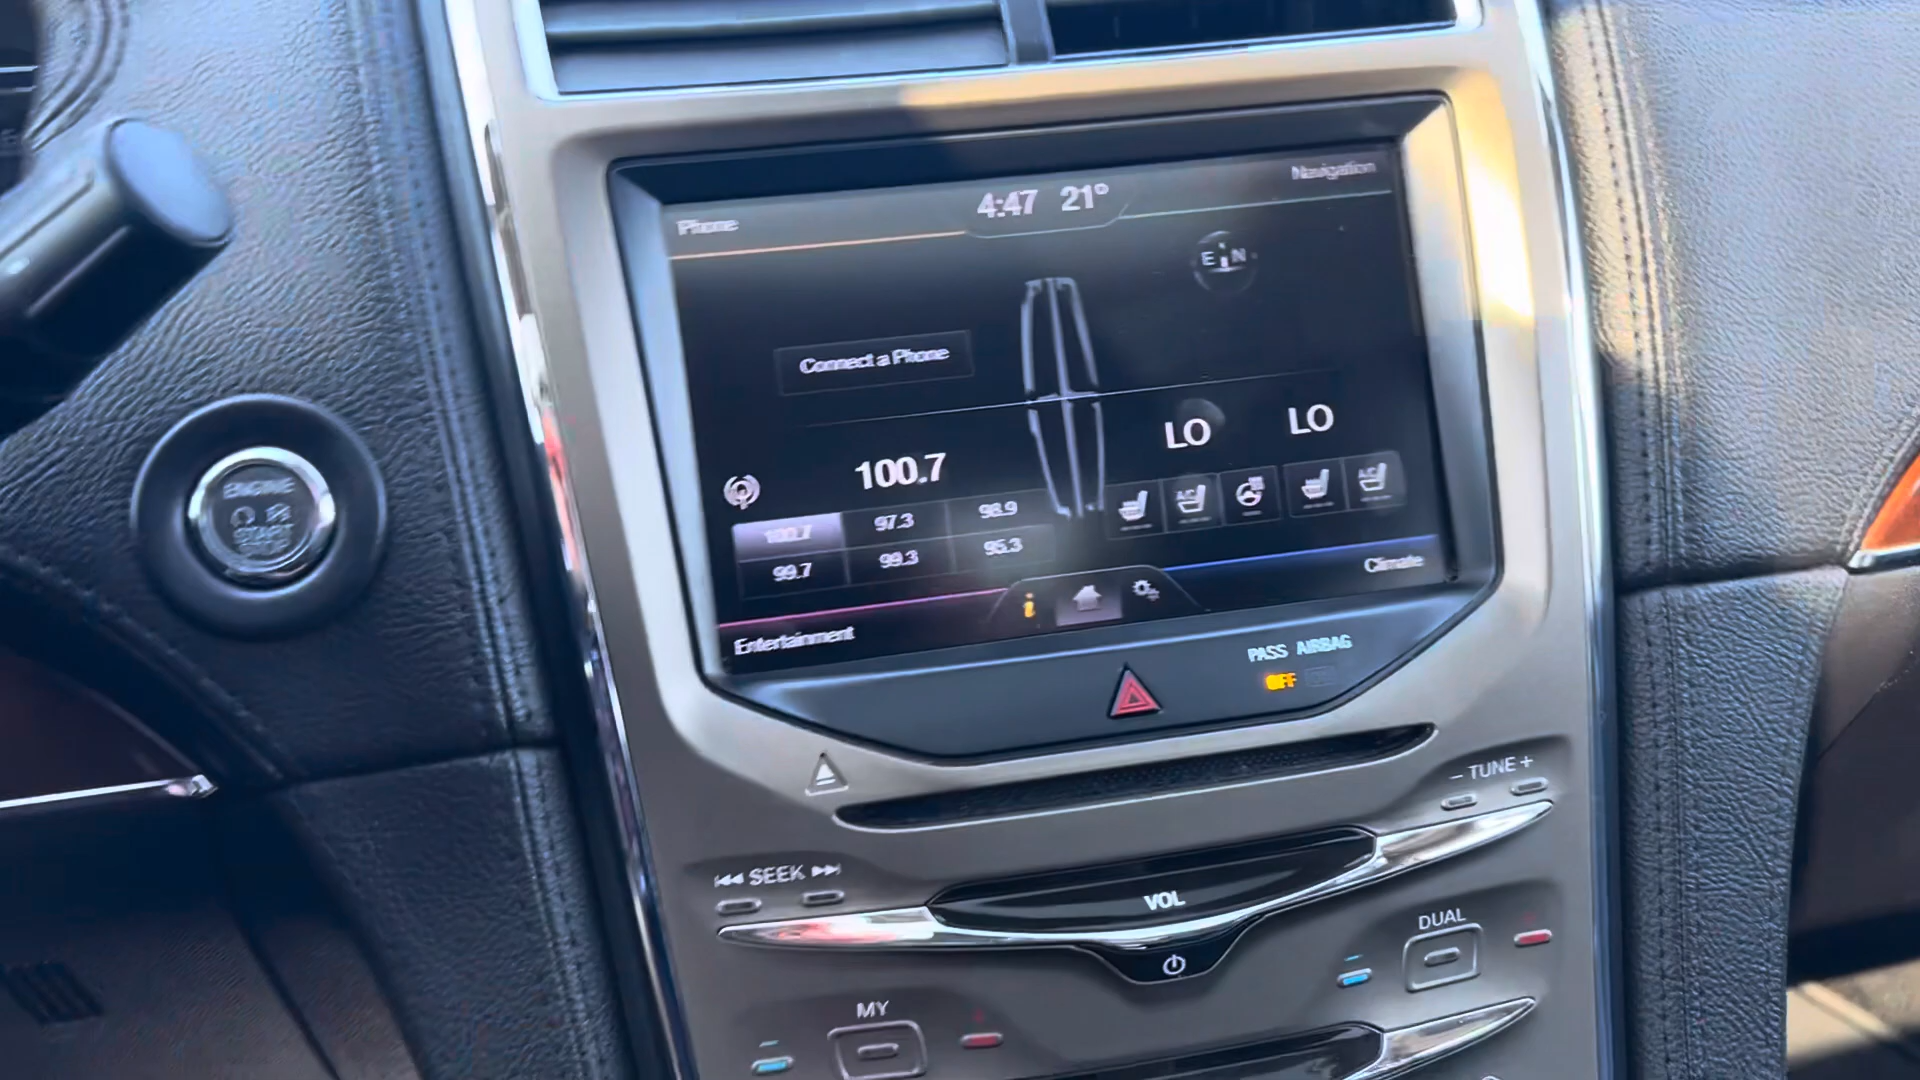 Navigation
4:47 21°
Phone
E N
Connect a Phone
LO LO
100.7
A/C A/C
100.7 97.3 98.9
99.7 99.3 95.3
Climate
i
Entertainment
PASS AIRBAG
OFF
ENGINE
START
- TUNE +
SEEK
VOL
DUAL
MY